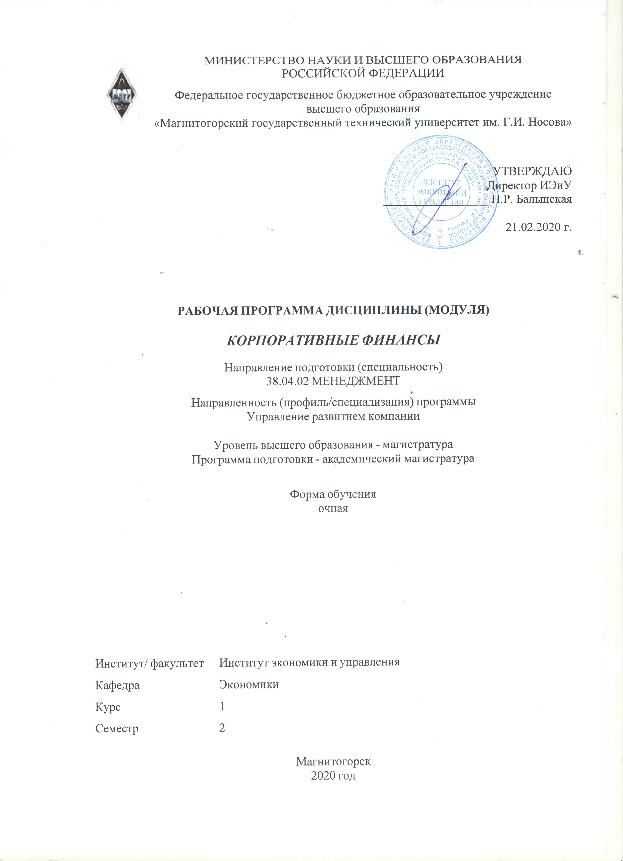 МИНИСТЕРСТВО НАУКИ И ВЫСШЕГО ОБРАЗОВАНИЯ
РОССИЙСКОЙ ФЕДЕРАЦИИ
Федеральное государственное бюджетное образовательное учреждение
высшего образования
«Магнитогорский государственный технический университет им. Г.И. Носова»
УТВЕРЖДАЮ
Директор ИЭиУ
Н.Р. Балынская
21.02.2020 г.
РАБОЧАЯ ПРОГРАММА ДИСЦИПЛИНЫ (МОДУЛЯ)
КОРПОРАТИВНЫЕ ФИНАНСЫ
Направление подготовки (специальность)
38.04.02 МЕНЕДЖМЕНТ
Направленность (профиль/специализация) программы
Управление развитием компании
Уровень высшего образования - магистратура
Программа подготовки - академический магистратура
Форма обучения
очная
Институт/ факультет Институт экономики и управления
Кафедра Экономики
Курс 1
Семестр 2
Магнитогорск
2020 год